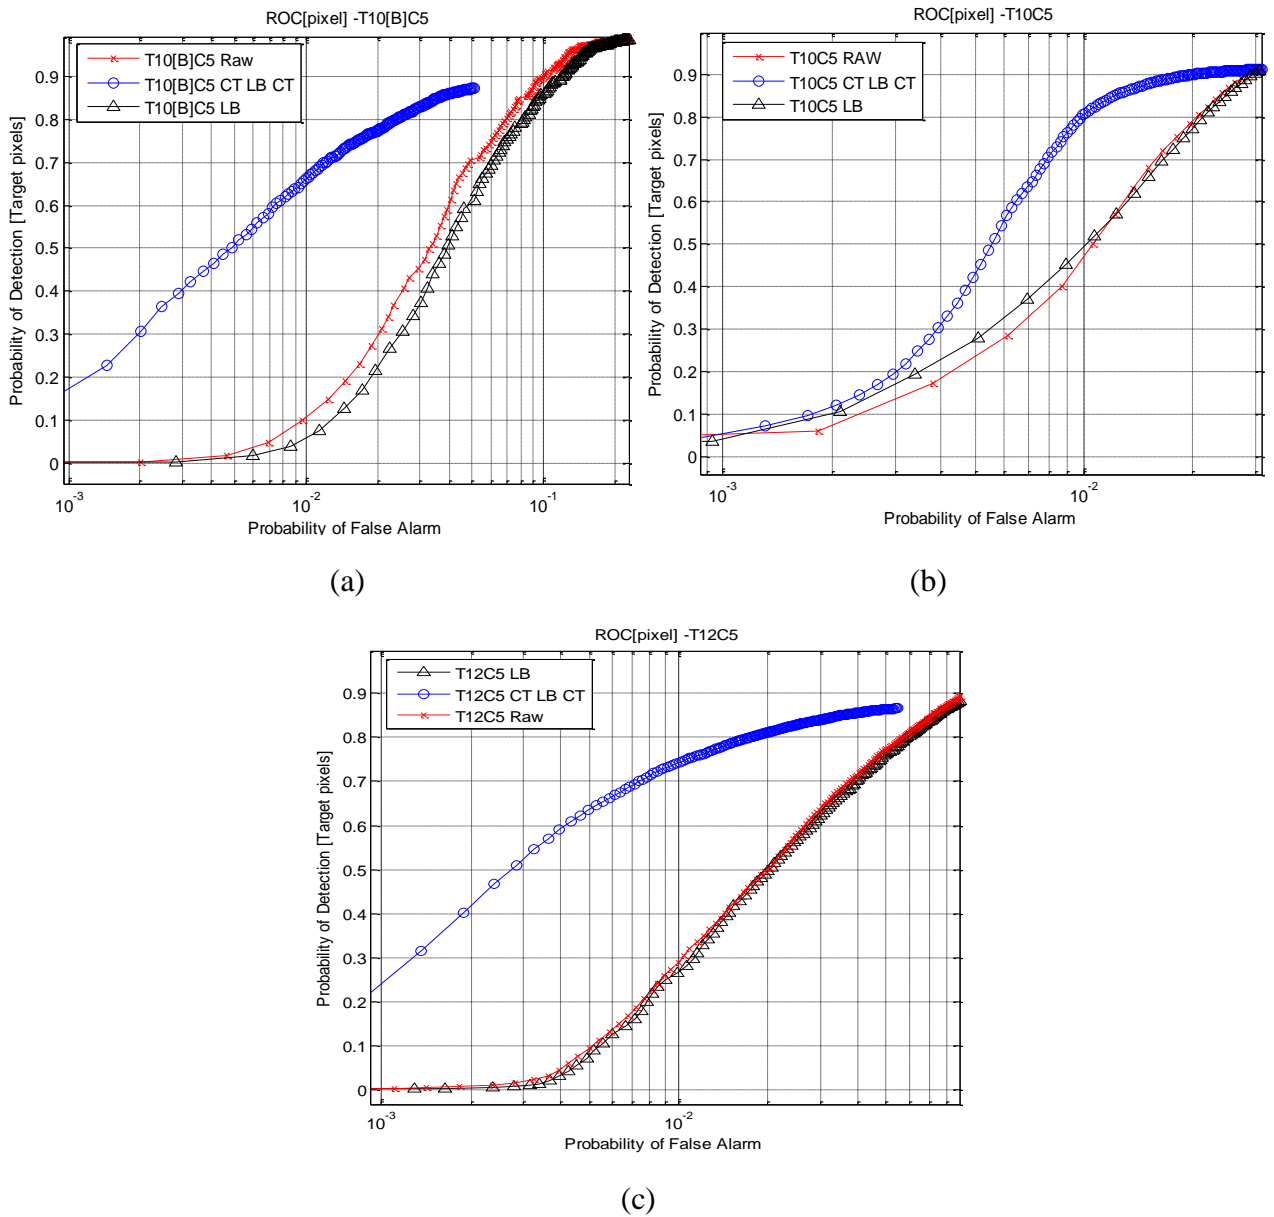 ROC[pixel] -T10[B]C5
T10[B]C5 Raw
T10[B]C5 CT LB CT
T10[B]C5 LB
Probability of Detection [Target pixels]
0.9
0.8
0.7
0.6
0.5
0.4
0.3
0.2
0.1
0
10^-3
10^-2
10^-1
Probability of False Alarm
(a)
ROC[pixel] -T10C5
T10C5 RAW
T10C5 CT LB CT
T10C5 LB
Probability of Detection [Target pixels]
1
0.9
0.8
0.7
0.6
0.5
0.4
0.3
0.2
0.1
0
10^-3
10^-2
Probability of False Alarm
(b)
ROC[pixel] -T12C5
T12C5 LB
T12C5 CT LB CT
T12C5 Raw
Probability of Detection [Target pixels]
0.9
0.8
0.7
0.6
0.5
0.4
0.3
0.2
0.1
0
10^-3
10^-2
Probability of False Alarm
(c)